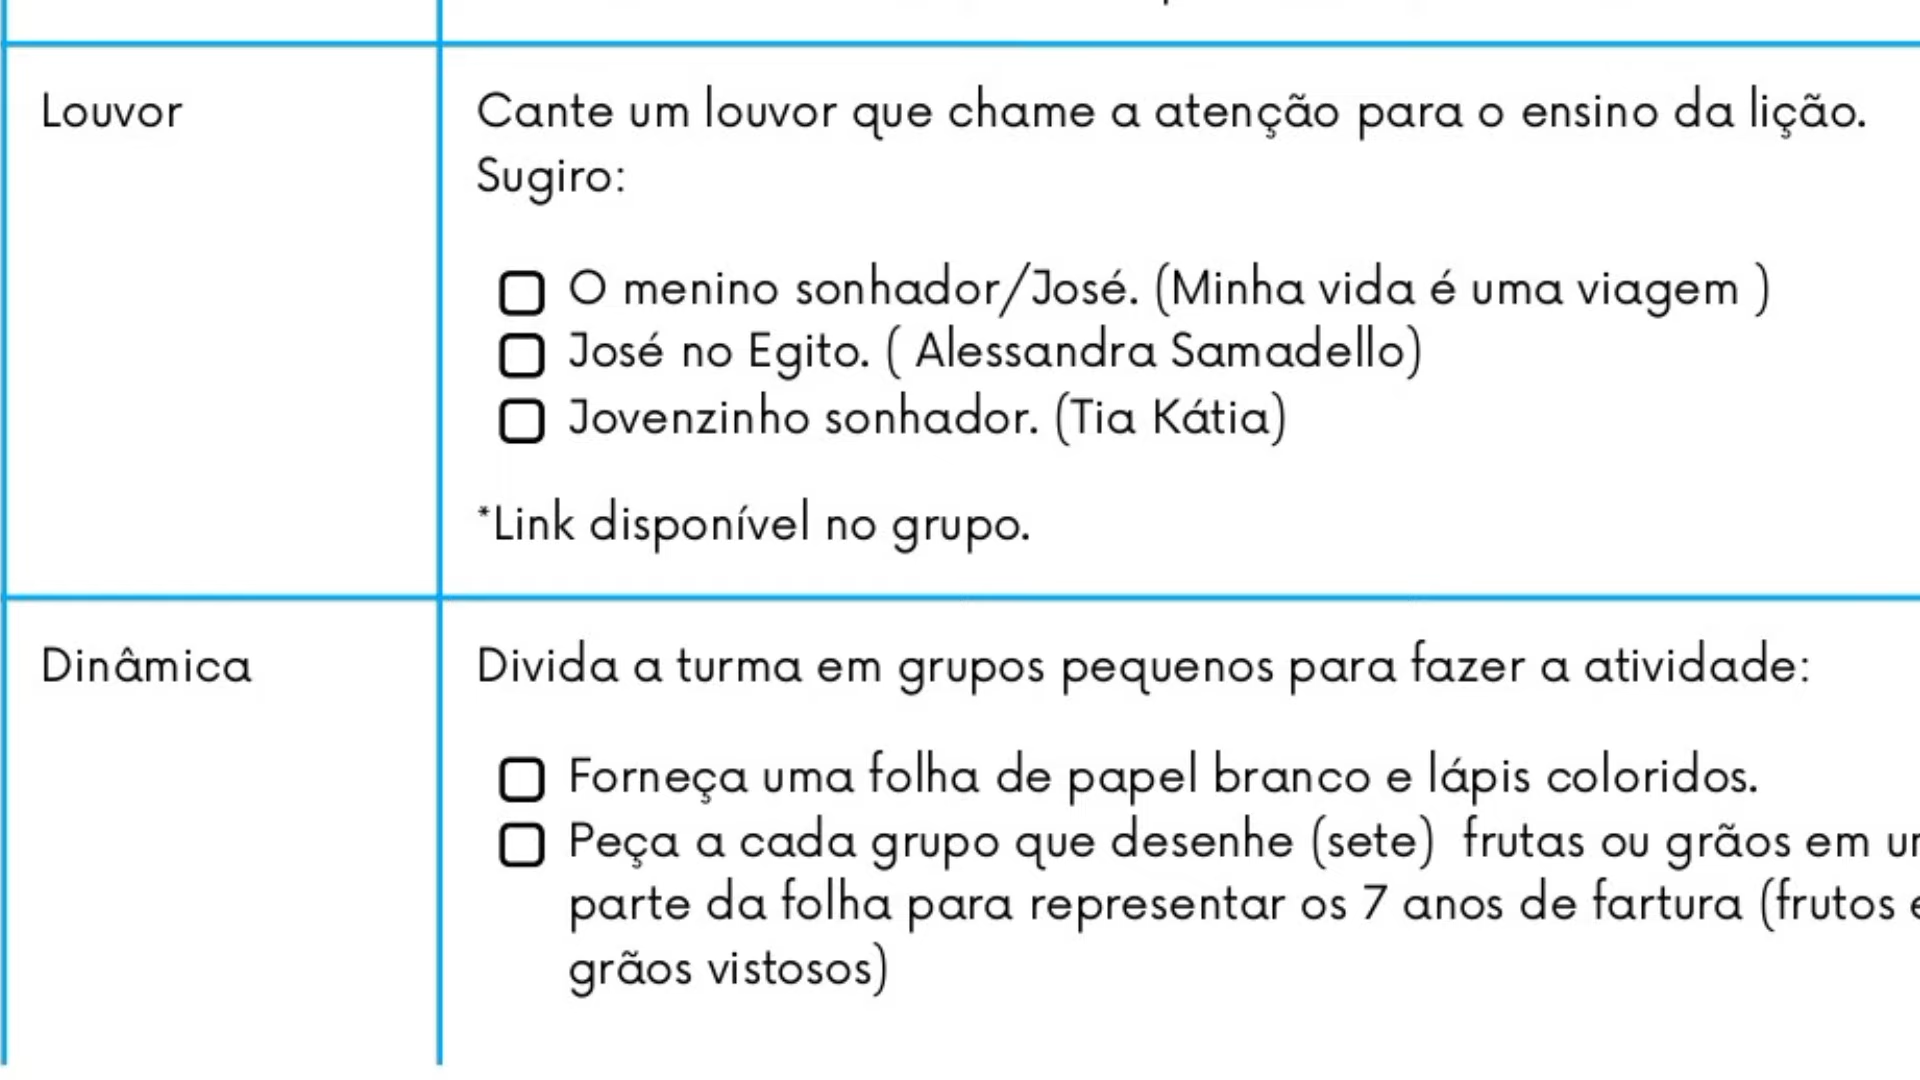 Louvor
Cante um louvor que chame a atenção para o ensino da lição.
Sugiro:
O menino sonhador/José. (Minha vida é uma viagem )
José no Egito. ( Alessandra Samadello)
Jovenzinho sonhador. (Tia Kátia)
*Link disponível no grupo.
Dinâmica
Divida a turma em grupos pequenos para fazer a atividade:
Forneça uma folha de papel branco e lápis coloridos.
Peça a cada grupo que desenhe (sete) frutas ou grãos em
parte da folha para representar os 7 anos de fartura (frutos
grãos vistosos)